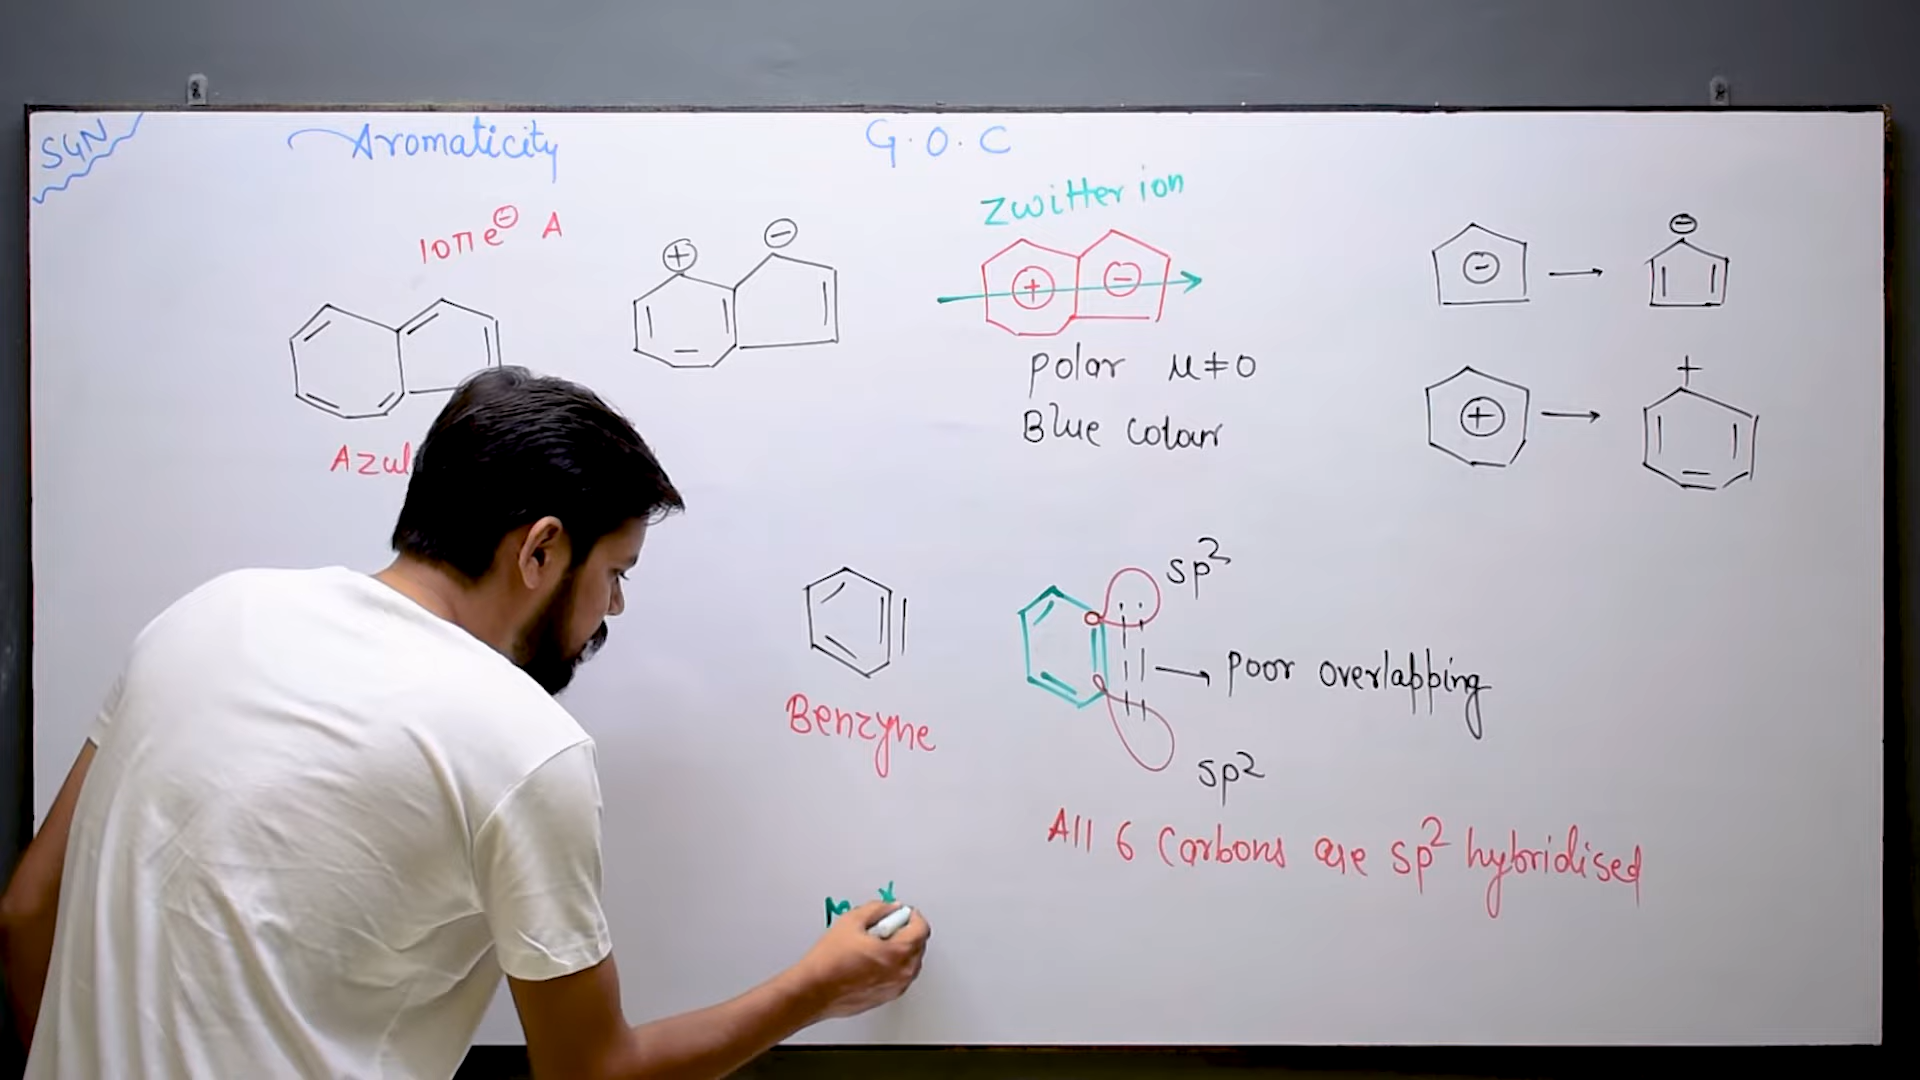 SGN
Aromaticity
G.O.C
10πe⊖ A
Zwitter ion
+
−
+
−
−
−
polar μ≠0
Blue colour
+
+
Azul
sp²
Poor overlapping
Benzyne
sp²
All 6 Carbons are sp² hybridised